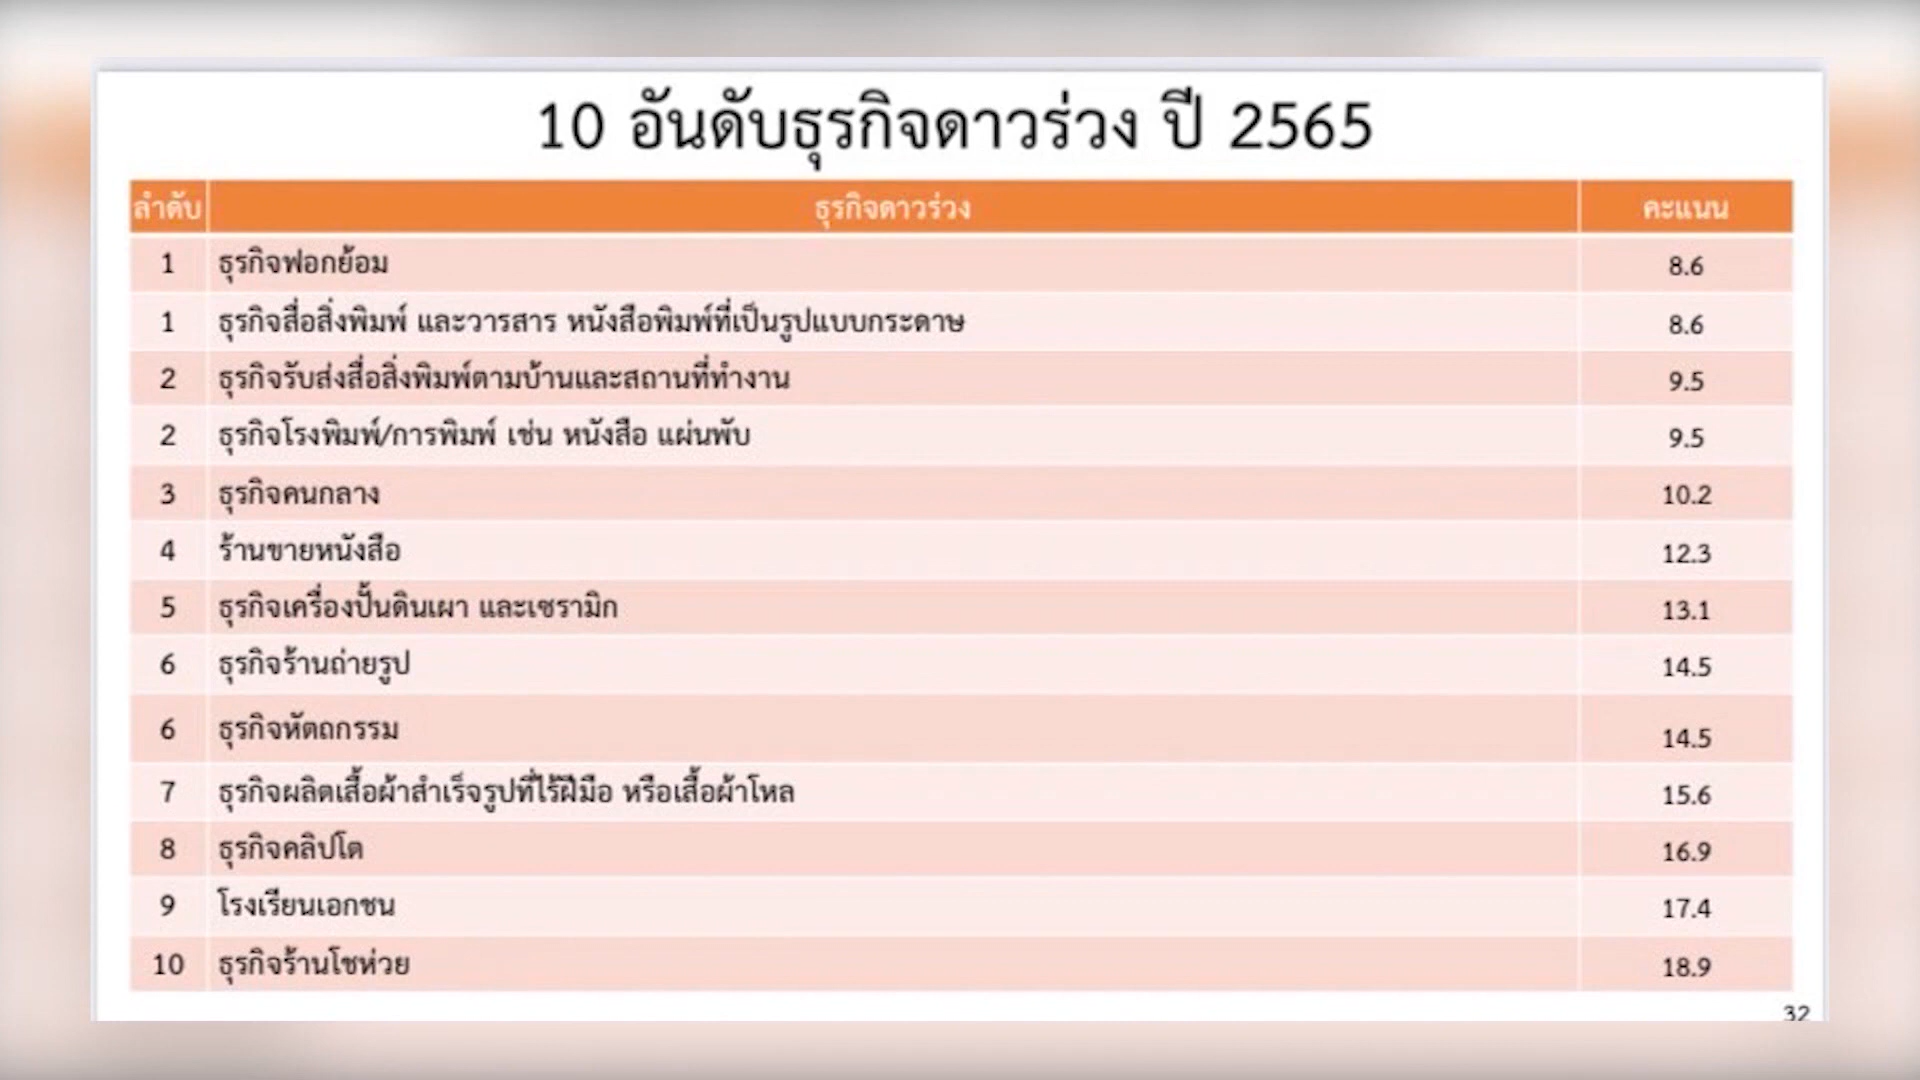 10 อันดับธุรกิจดาวร่วง ปี 2565
ลำดับ ธุรกิจดาวร่วง คะแนน
1 ธุรกิจฟอกย้อม 8.6
1 ธุรกิจสื่อสิ่งพิมพ์ และวารสาร หนังสือพิมพ์ที่เป็นรูปแบบกระดาษ 8.6
2 ธุรกิจรับส่งสื่อสิ่งพิมพ์ตามบ้านและสถานที่ทำงาน 9.5
2 ธุรกิจโรงพิมพ์/การพิมพ์ เช่น หนังสือ แผ่นพับ 9.5
3 ธุรกิจคนกลาง 10.2
4 ร้านขายหนังสือ 12.3
5 ธุรกิจเครื่องปั้นดินเผา และเซรามิก 13.1
6 ธุรกิจร้านถ่ายรูป 14.5
6 ธุรกิจหัตถกรรม 14.5
7 ธุรกิจผลิตเสื้อผ้าสำเร็จรูปที่ไร้ฝีมือ หรือเสื้อผ้าโหล 15.6
8 ธุรกิจคลิปโต 16.9
9 โรงเรียนเอกชน 17.4
10 ธุรกิจร้านโชห่วย 18.9
32